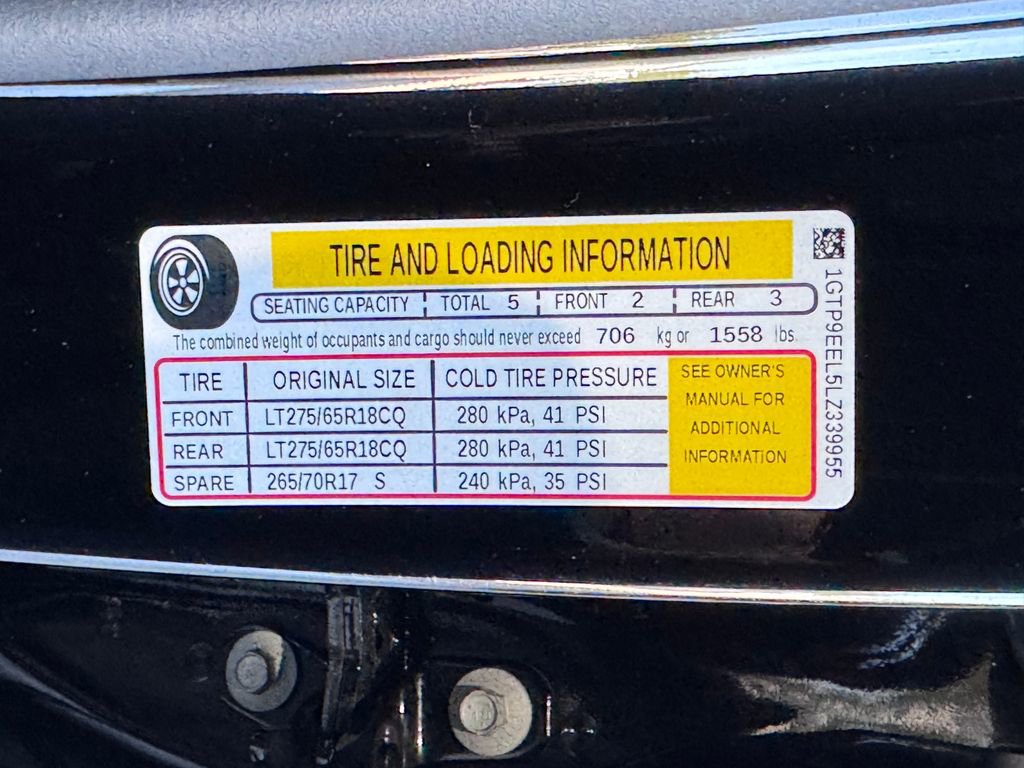 TIRE AND LOADING INFORMATION
SEATING CAPACITY TOTAL 5 FRONT 2 REAR 3
The combined weight of occupants and cargo should never exceed 706 kg or 1558 lbs.
TIRE ORIGINAL SIZE COLD TIRE PRESSURE
FRONT LT275/65R18CQ 280 kPa, 41 PSI
REAR LT275/65R18CQ 280 kPa, 41 PSI
SPARE 265/70R17 S 240 kPa, 35 PSI
SEE OWNER'S
MANUAL FOR
ADDITIONAL
INFORMATION
1GTP9EEL5LZ339955